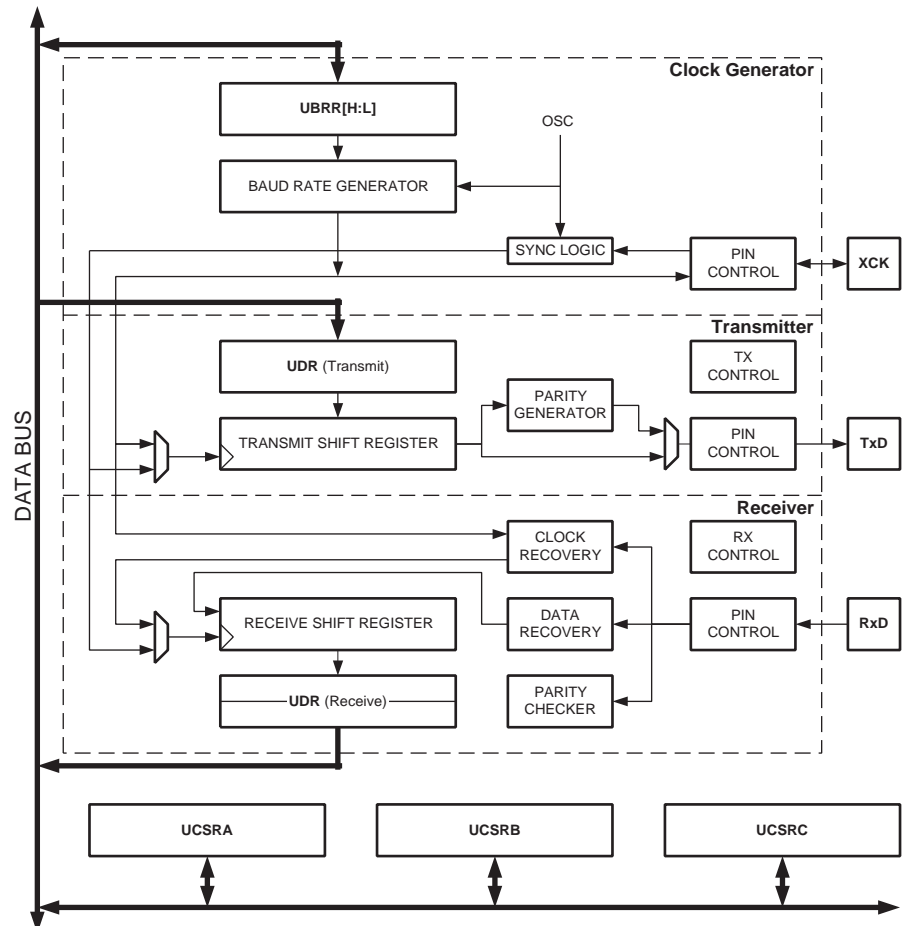 Clock Generator
UBRR[H:L]
OSC
BAUD RATE GENERATOR
SYNC LOGIC
PIN
CONTROL
XCK
Transmitter
UDR (Transmit)
TX
CONTROL
PARITY
GENERATOR
TRANSMIT SHIFT REGISTER
PIN
CONTROL
TxD
DATA BUS
Receiver
CLOCK
RECOVERY
RX
CONTROL
RECEIVE SHIFT REGISTER
DATA
RECOVERY
PIN
CONTROL
RxD
UDR (Receive)
PARITY
CHECKER
UCSRA
UCSRB
UCSRC